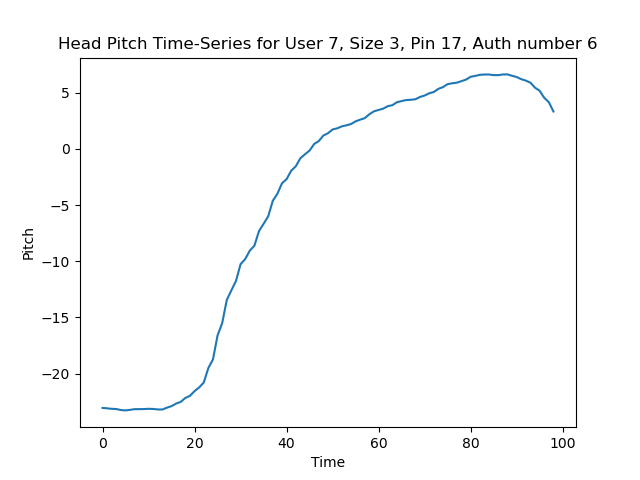 Head Pitch Time-Series for User 7, Size 3, Pin 17, Auth number 6
5
0
−5
−10
−15
−20
Pitch
0 20 40 60 80 100
Time